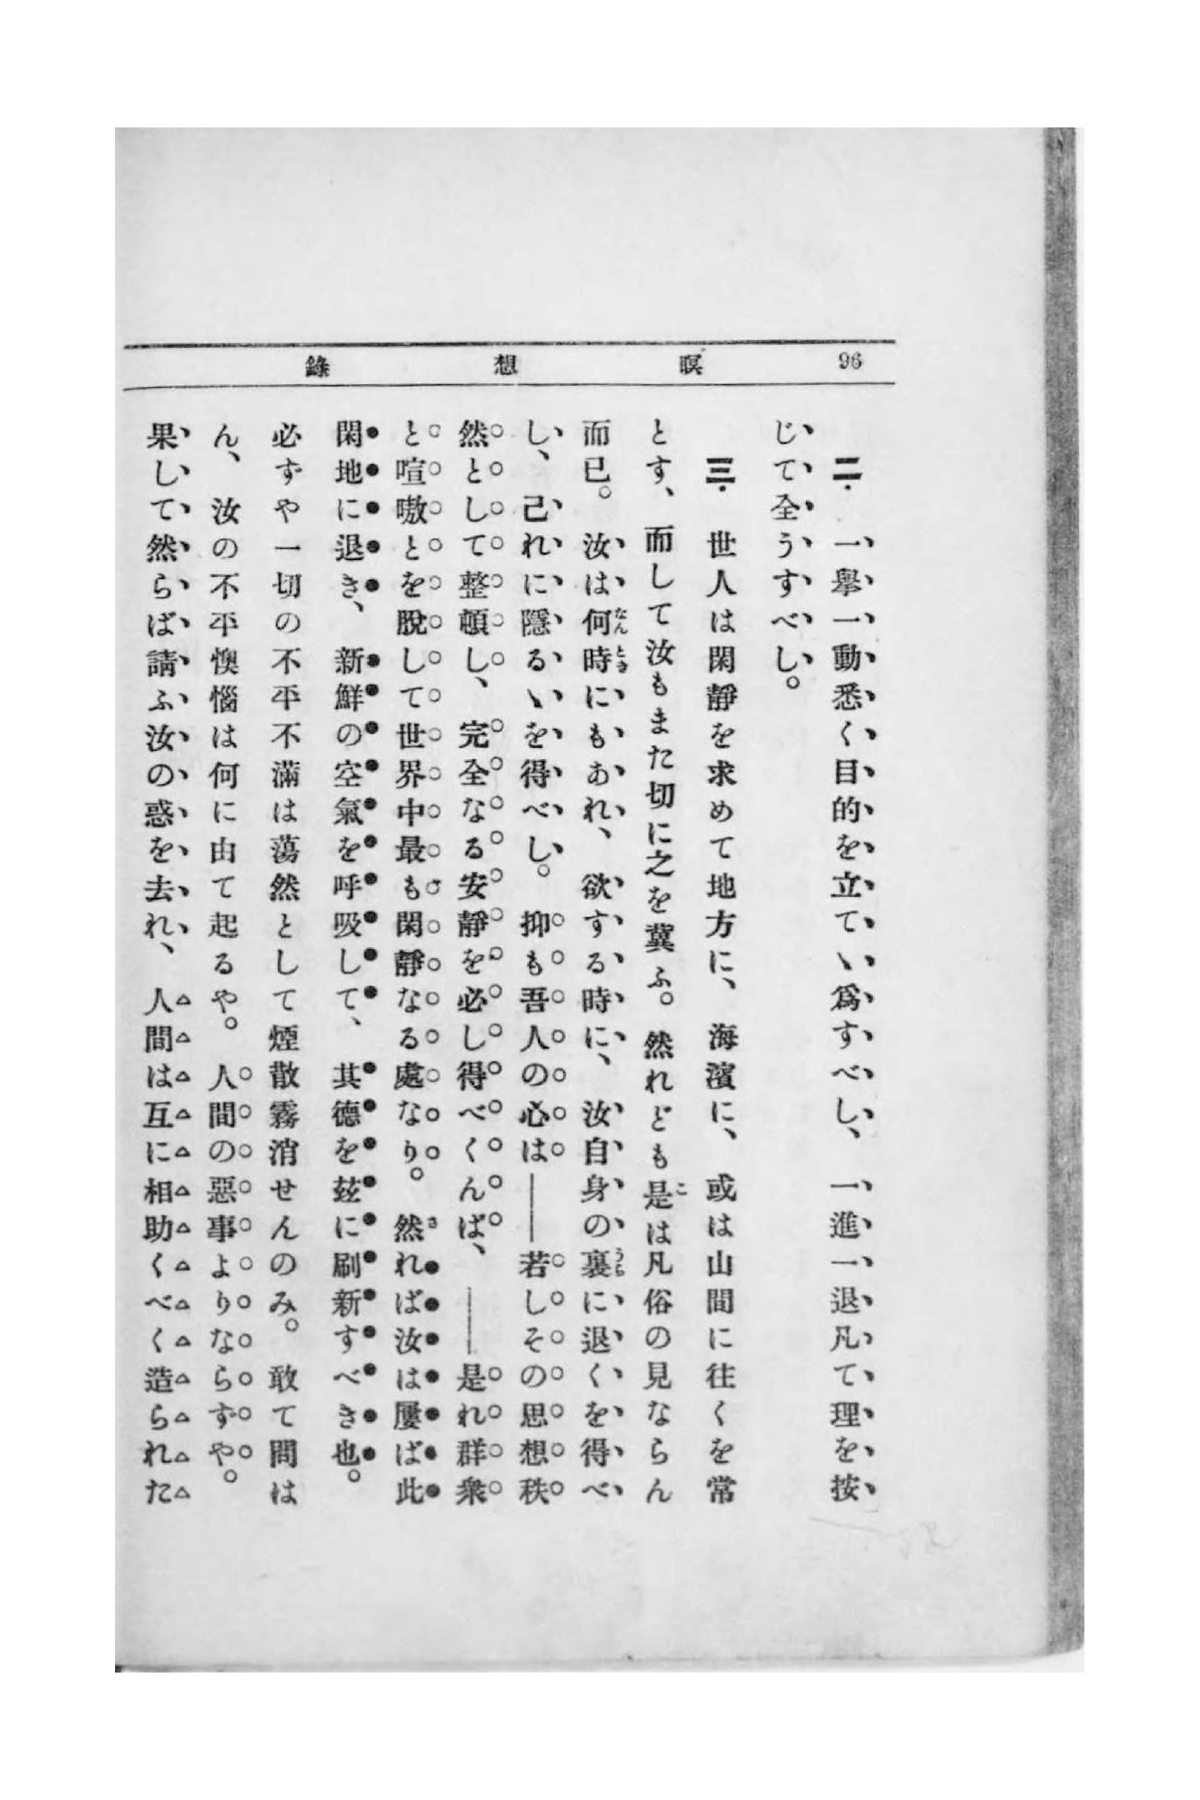 96 瞑想錄
二．一擧一動悉く目的を立てゝ爲すべし、一進一退凡て理を按
じて全うすべし。
三．世人は閑靜を求めて地方に、海濱に、或は山間に往くを常
とす、而して汝もまた切に之を冀ふ。然れども是は凡俗の見ならん
而已。汝は何時にもあれ、欲する時に、汝自身の裏に退くを得べ
し、己れに隱るゝを得べし。抑も吾人の心は――若しその思想秩
然として整頓し、完全なる安靜を必し得べくんば、――是れ群衆
と喧嗷とを脫して世界中最も閑靜なる處なり。然れば汝は屢ば此
閑地に退き、新鮮の空氣を呼吸して、其德を玆に刷新すべき也。
必ずや一切の不平不滿は蕩然として煙散霧消せんのみ。敢て問は
ん、汝の不平懊惱は何に由て起るや。人間の惡事よりならずや。
果して然らば請ふ汝の惑を去れ、人間は互に相助くべく造られた